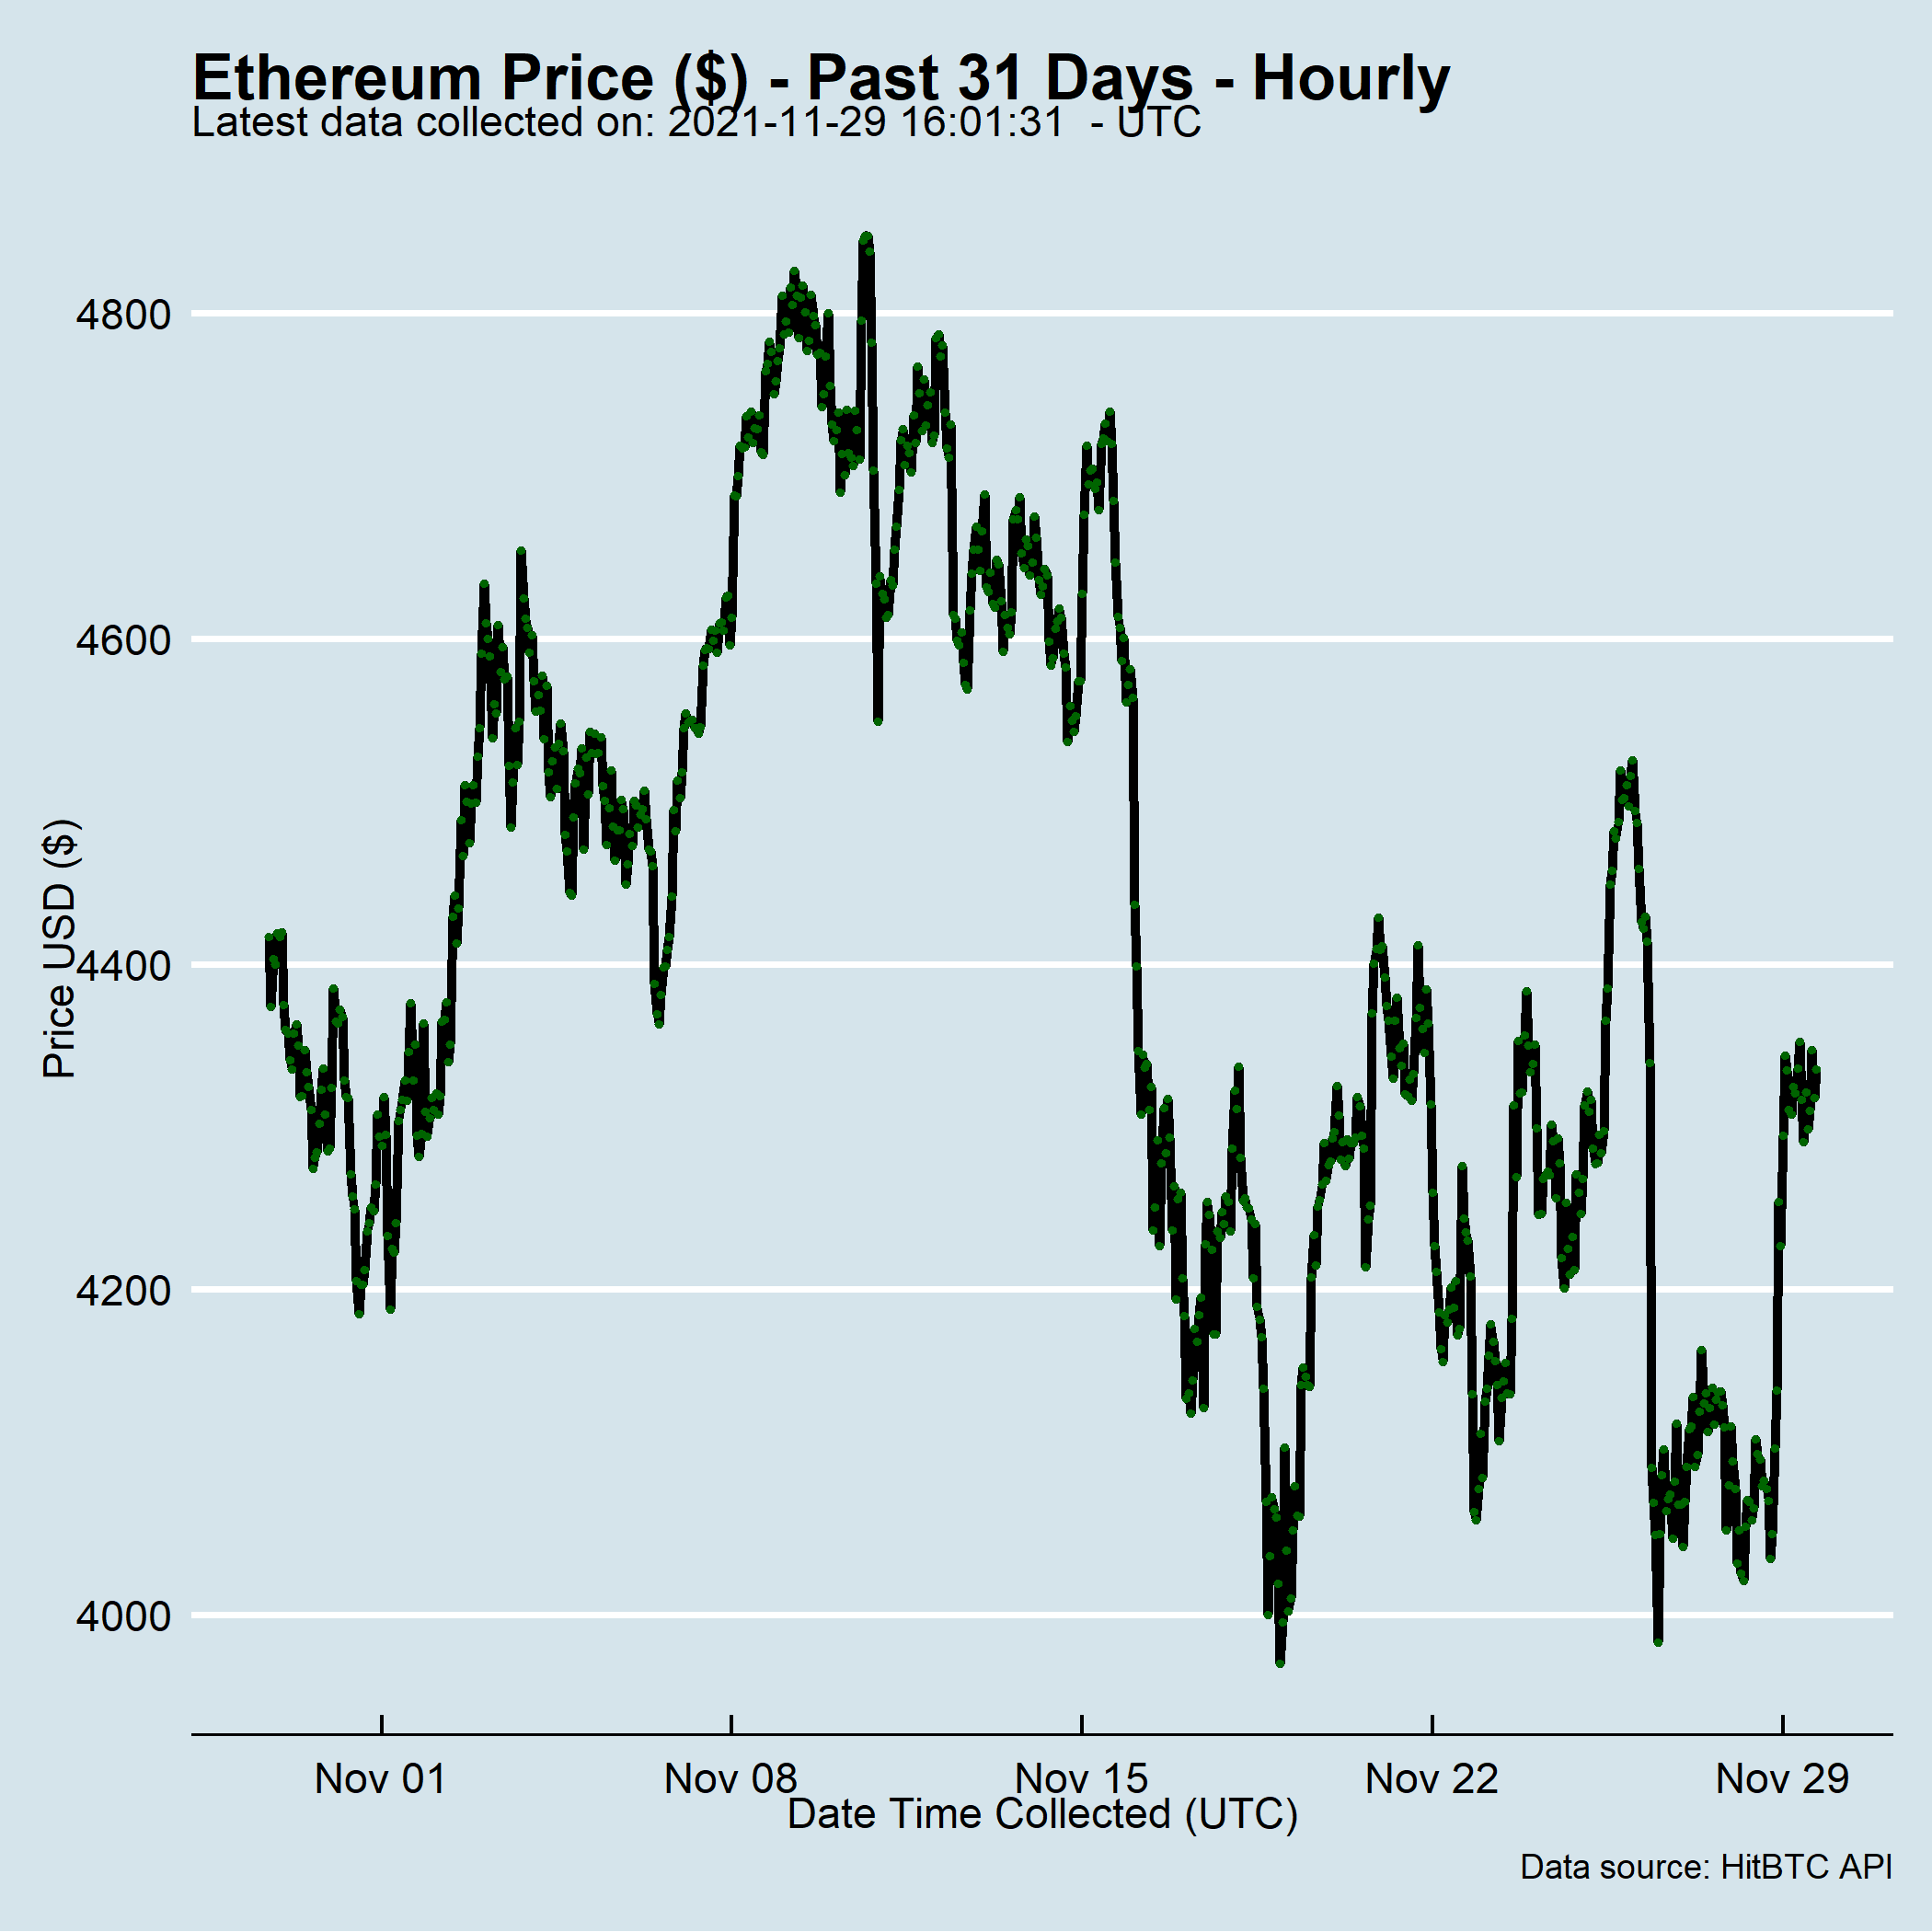 Ethereum Price ($) - Past 31 Days - Hourly
Latest data collected on: 2021-11-29 16:01:31  - UTC
Price USD ($)
4800
4600
4400
4200
4000
Nov 01
Nov 08
Nov 15
Nov 22
Nov 29
Date Time Collected (UTC)
Data source: HitBTC API